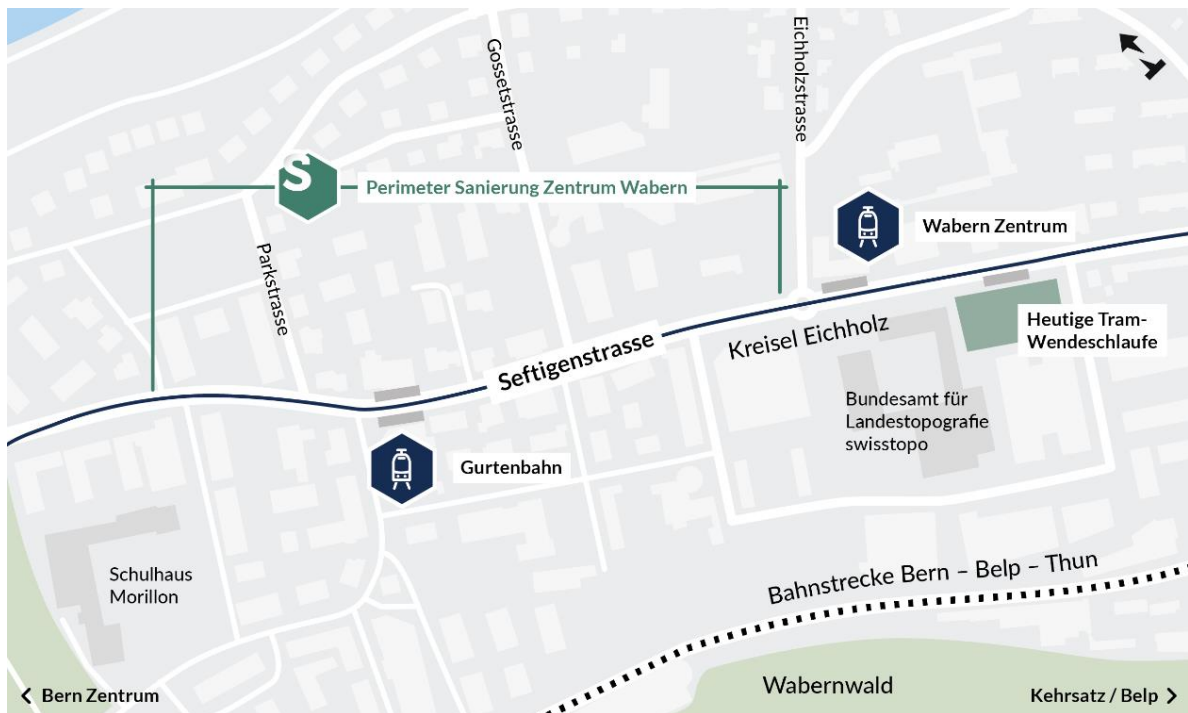 Gossetstrasse
Eichholzstrasse
S
Perimeter Sanierung Zentrum Wabern
Parkstrasse
Wabern Zentrum
Seftigenstrasse
Kreisel Eichholz
Heutige Tram-
Wendeschlaufe
Bundesamt für
Landestopografie
swisstopo
Gurtenbahn
Schulhaus
Morillon
Bahnstrecke Bern – Belp – Thun
Wabernwald
< Bern Zentrum
Kehrsatz / Belp >